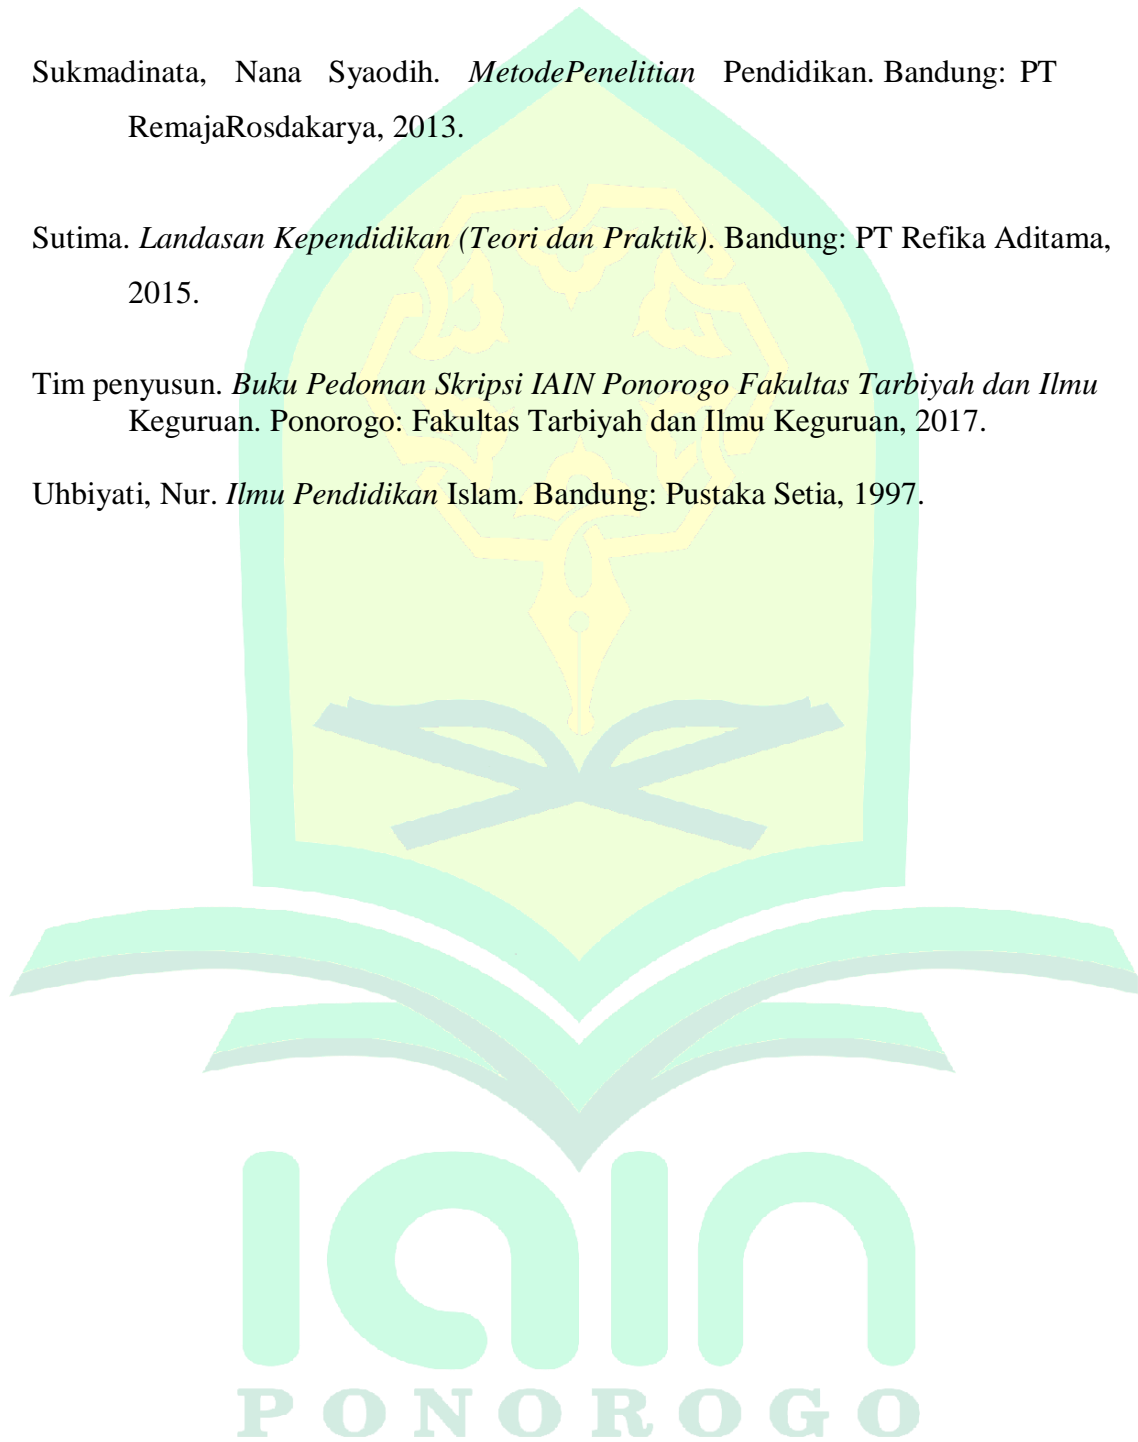 Sukmadinata, Nana Syaodih. MetodePenelitian Pendidikan. Bandung: PT
RemajaRosdakarya, 2013.
Sutima. Landasan Kependidikan (Teori dan Praktik). Bandung: PT Refika Aditama,
2015.
Tim penyusun. Buku Pedoman Skripsi IAIN Ponorogo Fakultas Tarbiyah dan Ilmu
Keguruan. Ponorogo: Fakultas Tarbiyah dan Ilmu Keguruan, 2017.
Uhbiyati, Nur. Ilmu Pendidikan Islam. Bandung: Pustaka Setia, 1997.
iain
PONOROGO